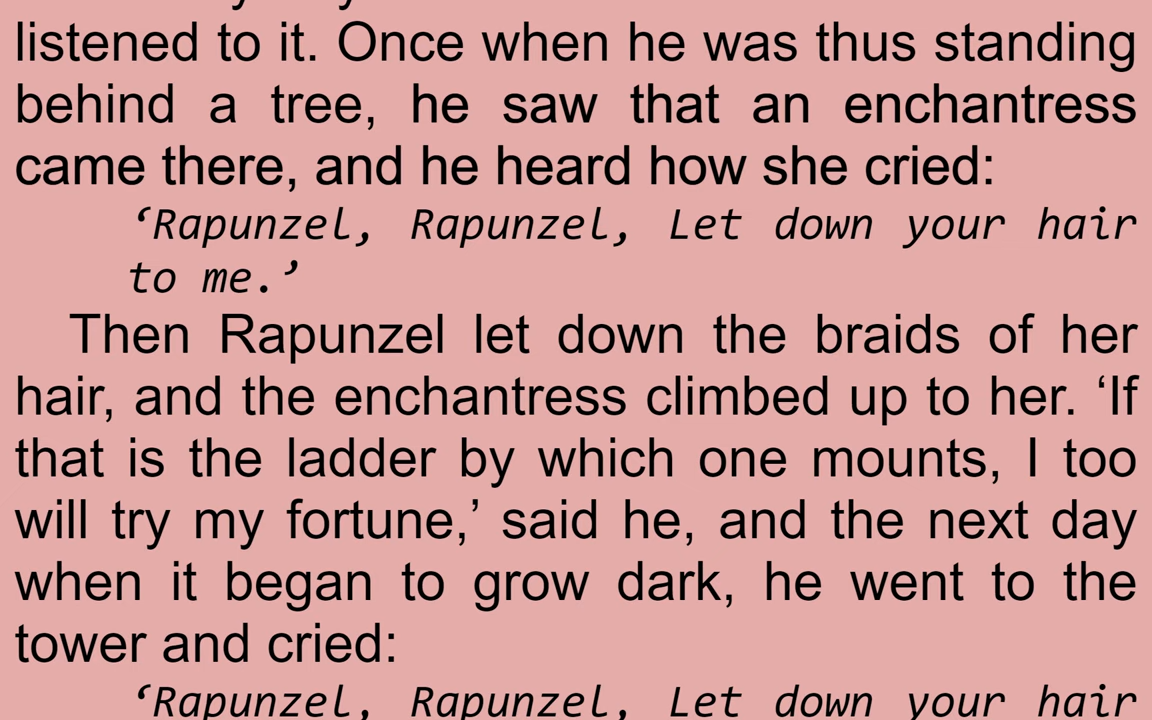 listened to it. Once when he was thus standing
behind a tree, he saw that an enchantress
came there, and he heard how she cried:
‘Rapunzel, Rapunzel, Let down your hair
to me.’
Then Rapunzel let down the braids of her
hair, and the enchantress climbed up to her. ‘If
that is the ladder by which one mounts, I too
will try my fortune,’ said he, and the next day
when it began to grow dark, he went to the
tower and cried:
‘Rapunzel, Rapunzel, Let down your hair